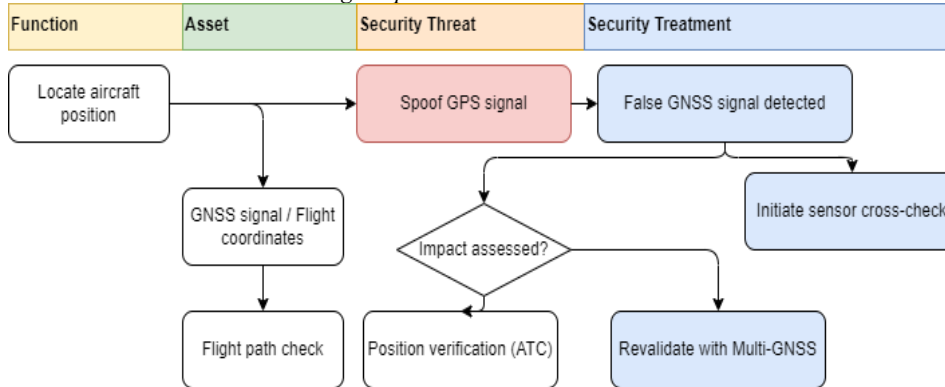 Function
Asset
Security Threat
Security Treatment
Locate aircraft
position
Spoof GPS signal
False GNSS signal detected
GNSS signal / Flight
coordinates
Impact assessed?
Initiate sensor cross-check
Flight path check
Position verification (ATC)
Revalidate with Multi-GNSS